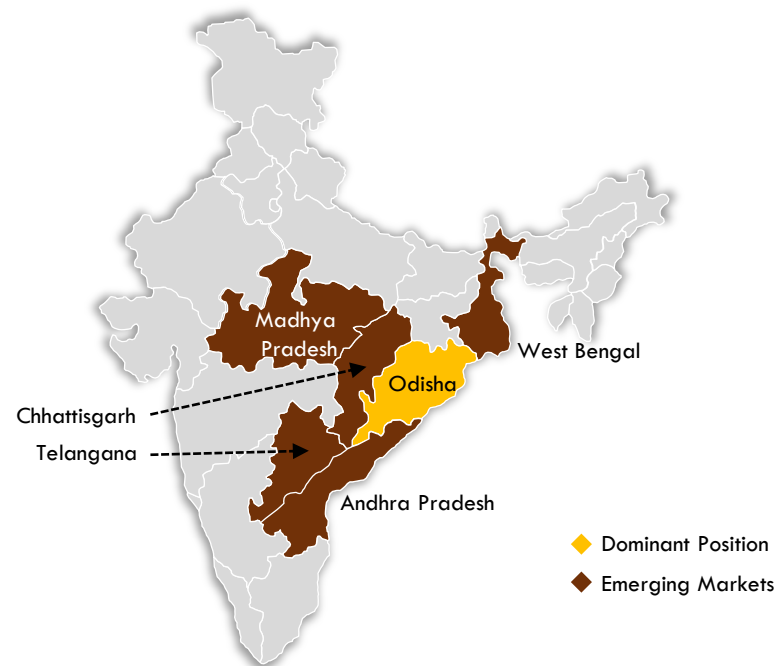 Madhya
Pradesh
West Bengal
Odisha
Chhattisgarh
Telangana
Andhra Pradesh
Dominant Position
Emerging Markets